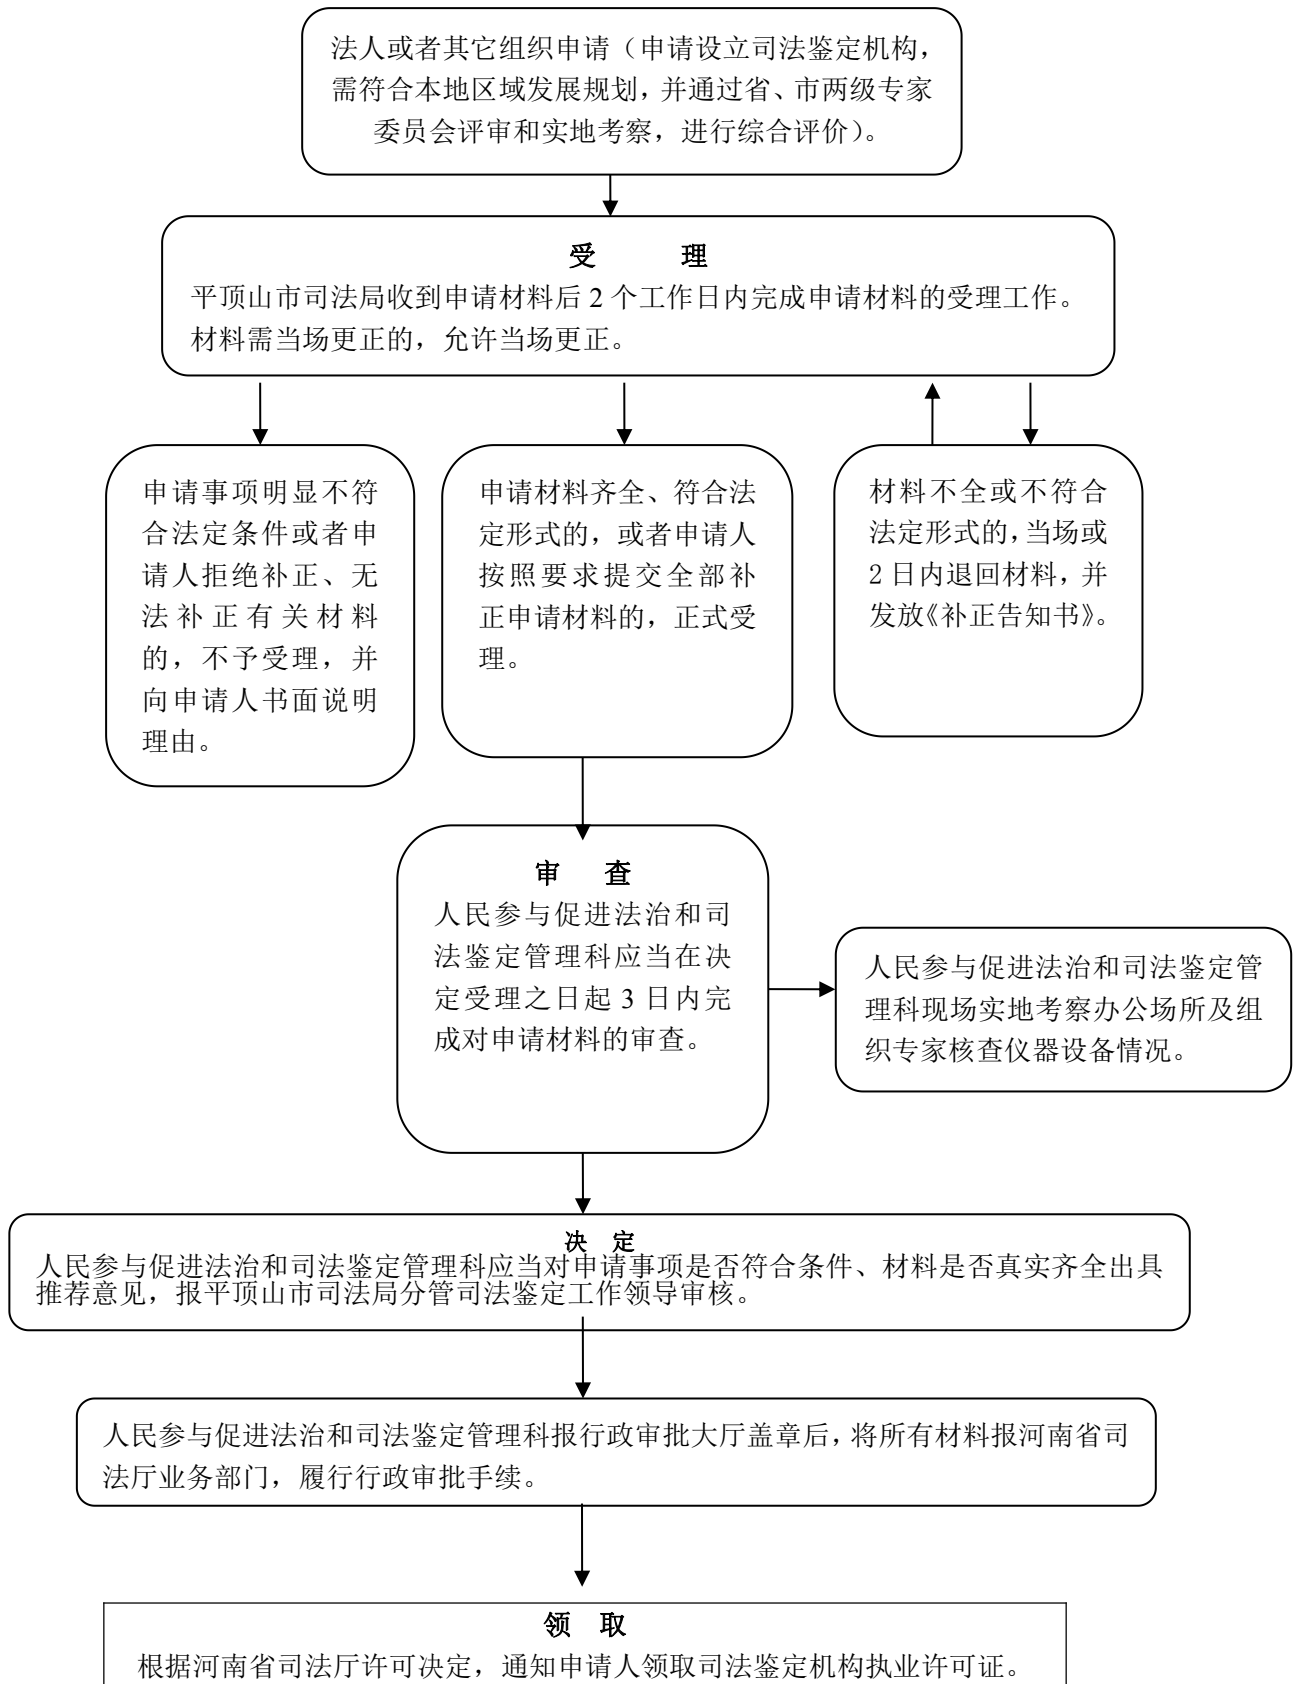 法人或者其它组织申请（申请设立司法鉴定机构，
需符合本地区域发展规划，并通过省、市两级专家
委员会评审和实地考察，进行综合评价）。
受 理
平顶山市司法局收到申请材料后 2 个工作日内完成申请材料的受理工作。
材料需当场更正的，允许当场更正。
申请事项明显不符
合法定条件或者申
请人拒绝补正、无
法补正有关材料
的，不予受理，并
向申请人书面说明
理由。
申请材料齐全、符合法
定形式的，或者申请人
按照要求提交全部补
正申请材料的，正式受
理。
材料不全或不符合
法定形式的，当场或
2 日内退回材料，并
发放《补正告知书》。
审 查
人民参与促进法治和司
法鉴定管理科应当在决
定受理之日起 3 日内完
成对申请材料的审查。
人民参与促进法治和司法鉴定管
理科现场实地考察办公场所及组
织专家核查仪器设备情况。
决 定
人民参与促进法治和司法鉴定管理科应当对申请事项是否符合条件、材料是否真实齐全出具
推荐意见，报平顶山市司法局分管司法鉴定工作领导审核。
人民参与促进法治和司法鉴定管理科报行政审批大厅盖章后，将所有材料报河南省司
法厅业务部门，履行行政审批手续。
领 取
根据河南省司法厅许可决定，通知申请人领取司法鉴定机构执业许可证。